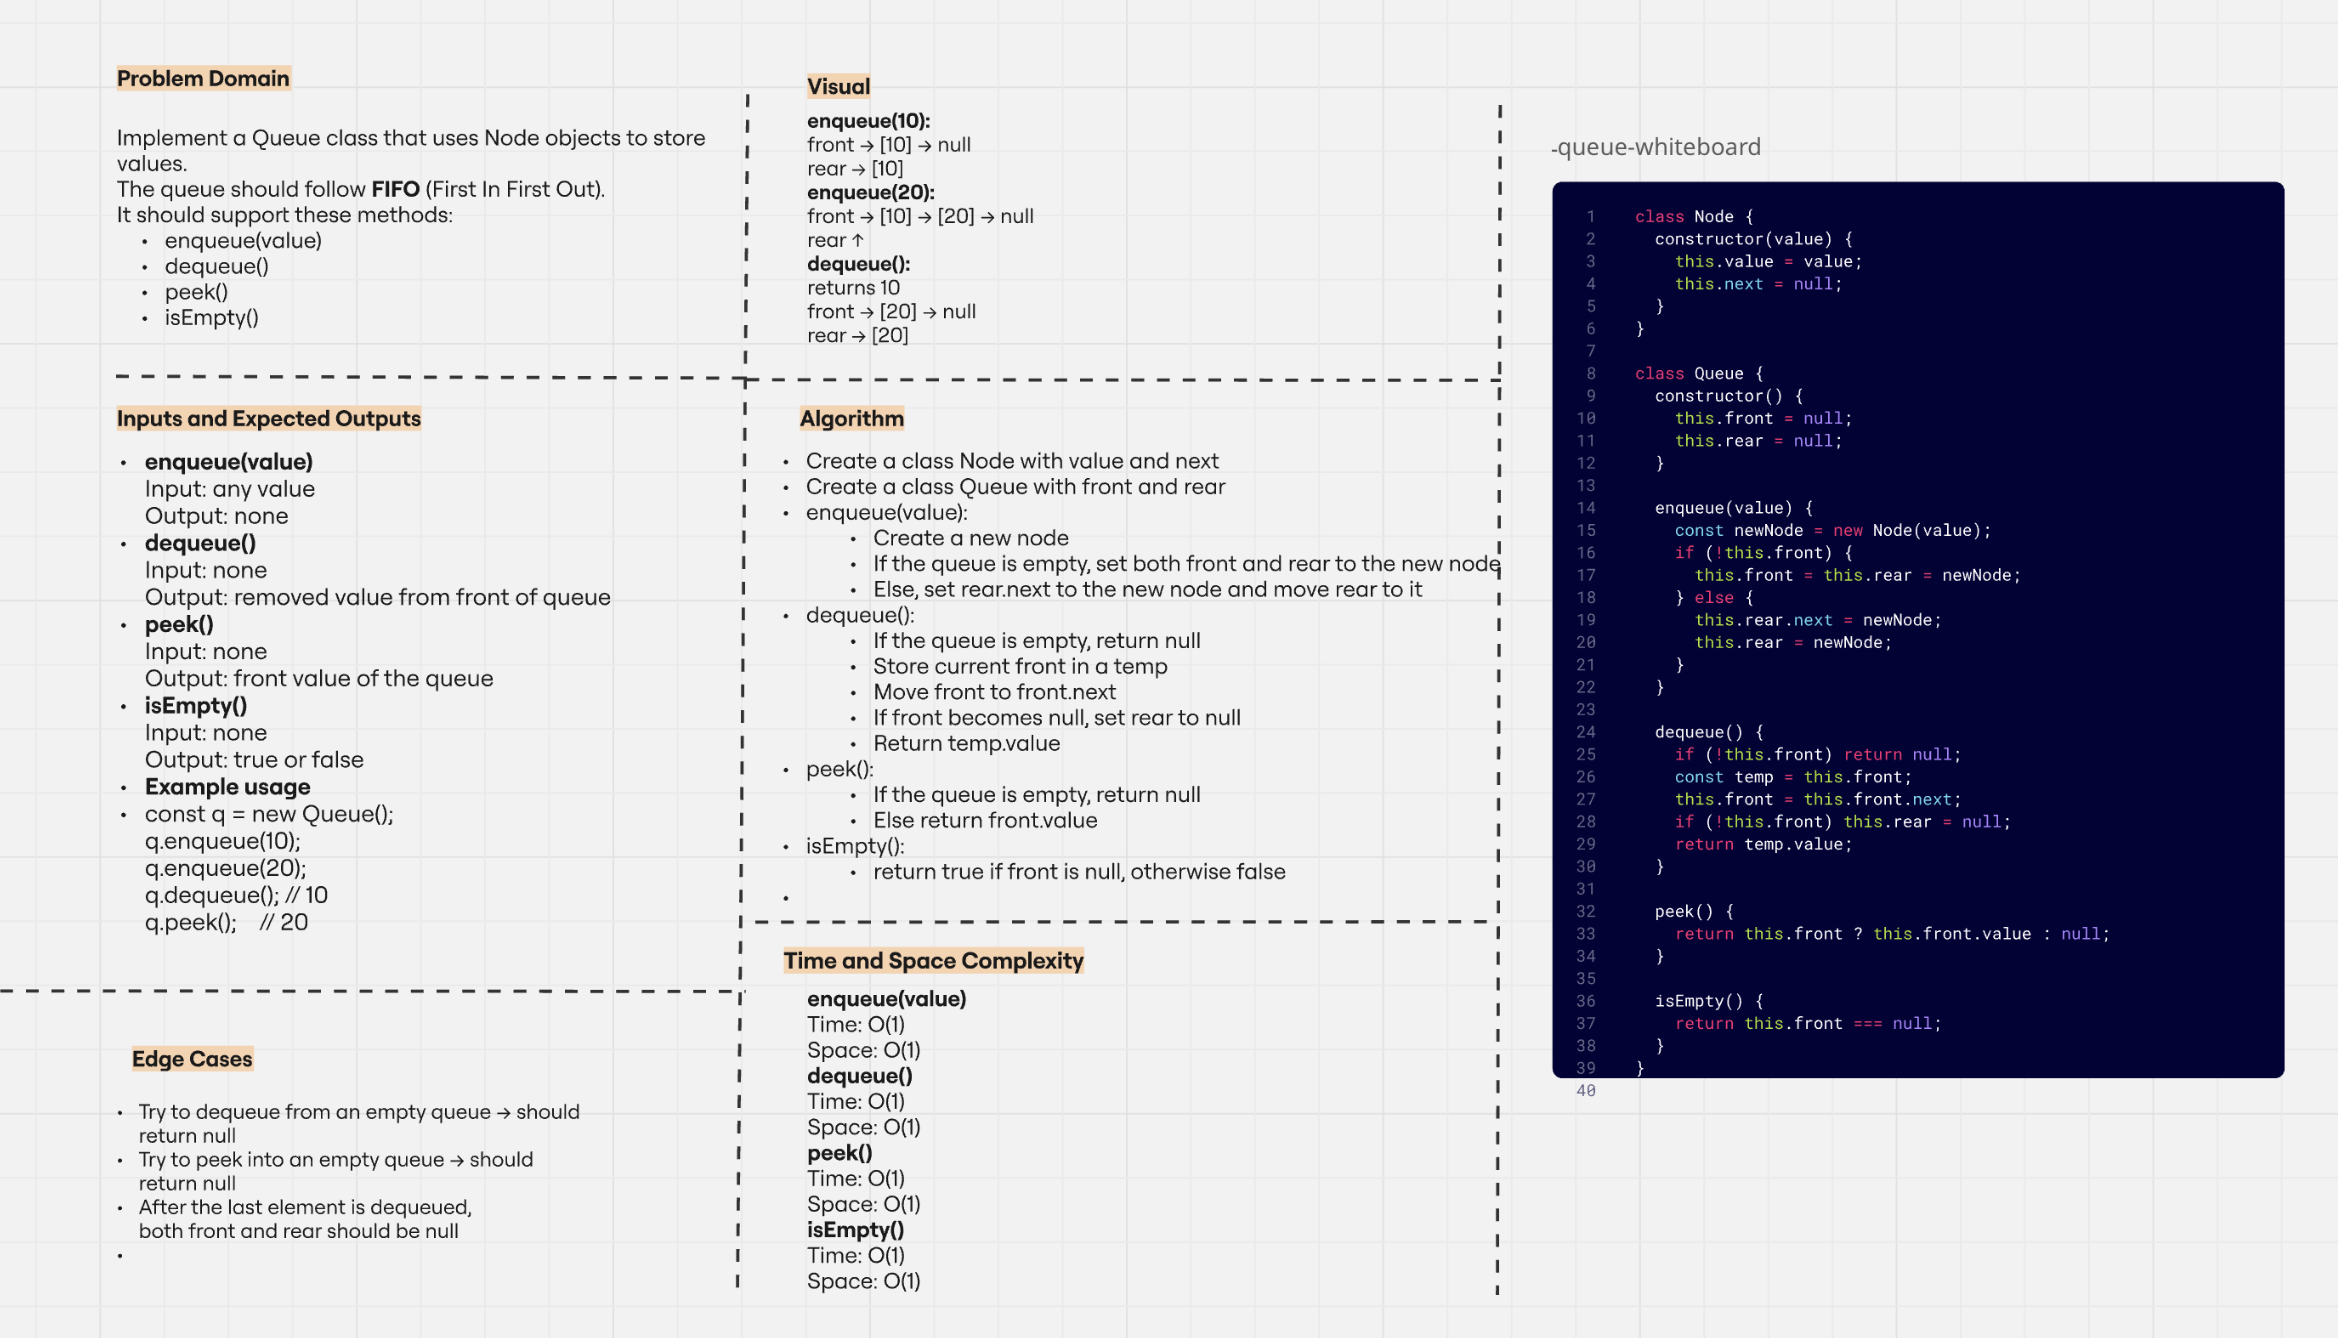 Problem Domain
Implement a Queue class that uses Node objects to store
values.
The queue should follow FIFO (First In First Out).
It should support these methods:
• enqueue(value)
• dequeue()
• peek()
• isEmpty()
Inputs and Expected Outputs
• enqueue(value)
Input: any value
Output: none
• dequeue()
Input: none
Output: removed value from front of queue
• peek()
Input: none
Output: front value of the queue
• isEmpty()
Input: none
Output: true or false
• Example usage
• const q = new Queue();
q.enqueue(10);
q.enqueue(20);
q.dequeue(); // 10
q.peek();    // 20
Edge Cases
• Try to dequeue from an empty queue → should
return null
• Try to peek into an empty queue → should
return null
• After the last element is dequeued,
both front and rear should be null
•
Visual
enqueue(10):
front → [10] → null
rear → [10]
enqueue(20):
front → [10] → [20] → null
rear ↑
dequeue():
returns 10
front → [20] → null
rear → [20]
Algorithm
• Create a class Node with value and next
• Create a class Queue with front and rear
• enqueue(value):
• Create a new node
• If the queue is empty, set both front and rear to the new node
• Else, set rear.next to the new node and move rear to it
• dequeue():
• If the queue is empty, return null
• Store current front in a temp
• Move front to front.next
• If front becomes null, set rear to null
• Return temp.value
• peek():
• If the queue is empty, return null
• Else return front.value
• isEmpty():
• return true if front is null, otherwise false
•
Time and Space Complexity
enqueue(value)
Time: O(1)
Space: O(1)
dequeue()
Time: O(1)
Space: O(1)
peek()
Time: O(1)
Space: O(1)
isEmpty()
Time: O(1)
Space: O(1)
-queue-whiteboard
1 class Node {
2   constructor(value) {
3     this.value = value;
4     this.next = null;
5   }
6 }
7
8 class Queue {
9   constructor() {
10     this.front = null;
11     this.rear = null;
12   }
13
14   enqueue(value) {
15     const newNode = new Node(value);
16     if (!this.front) {
17       this.front = this.rear = newNode;
18     } else {
19       this.rear.next = newNode;
20       this.rear = newNode;
21     }
22   }
23
24   dequeue() {
25     if (!this.front) return null;
26     const temp = this.front;
27     this.front = this.front.next;
28     if (!this.front) this.rear = null;
29     return temp.value;
30   }
31
32   peek() {
33     return this.front ? this.front.value : null;
34   }
35
36   isEmpty() {
37     return this.front === null;
38   }
39 }
40